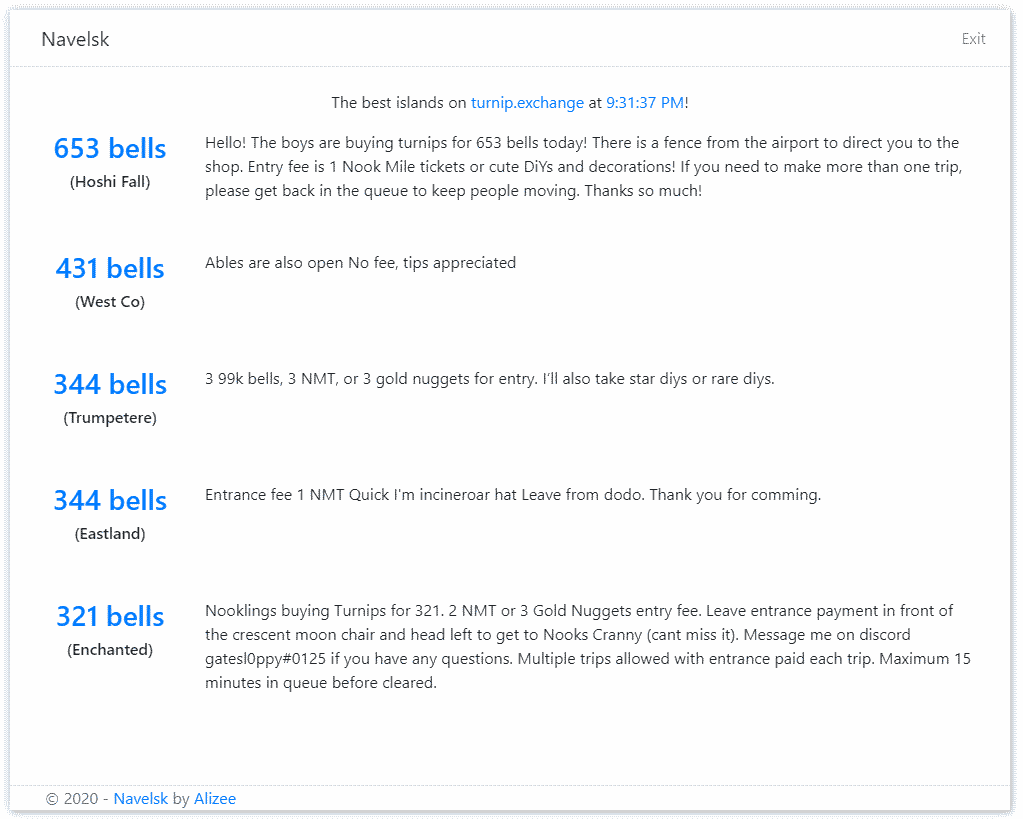 Navelsk
Exit
The best islands on turnip.exchange at 9:31:37 PM!
653 bells
(Hoshi Fall)
Hello! The boys are buying turnips for 653 bells today! There is a fence from the airport to direct you to the
shop. Entry fee is 1 Nook Mile tickets or cute DiYs and decorations! If you need to make more than one trip,
please get back in the queue to keep people moving. Thanks so much!
431 bells
(West Co)
Ables are also open No fee, tips appreciated
344 bells
(Trumpetere)
3 99k bells, 3 NMT, or 3 gold nuggets for entry. I’ll also take star diys or rare diys.
344 bells
(Eastland)
Entrance fee 1 NMT Quick I'm incineroar hat Leave from dodo. Thank you for comming.
321 bells
(Enchanted)
Nooklings buying Turnips for 321. 2 NMT or 3 Gold Nuggets entry fee. Leave entrance payment in front of
the crescent moon chair and head left to get to Nooks Cranny (cant miss it). Message me on discord
gatesl0ppy#0125 if you have any questions. Multiple trips allowed with entrance paid each trip. Maximum 15
minutes in queue before cleared.
© 2020 - Navelsk by Alizee